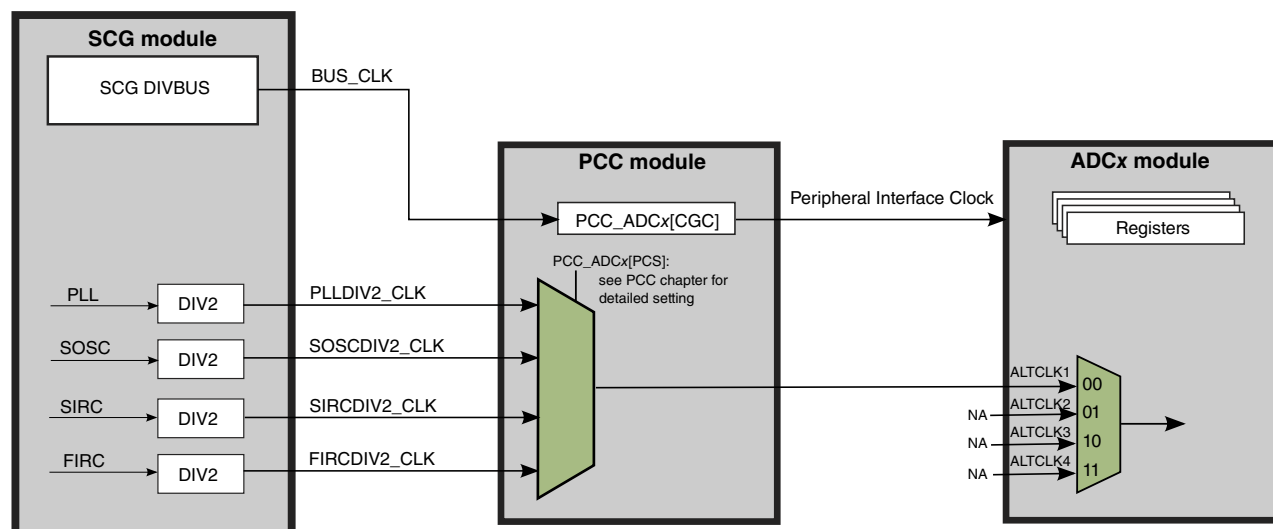 SCG module
SCG DIVBUS
BUS_CLK
PCC module
PCC_ADCx[CGC]
Peripheral Interface Clock
ADCx module
Registers
PCC_ADCx[PCS]:
see PCC chapter for
detailed setting
PLL
DIV2
PLLDIV2_CLK
SOSC
DIV2
SOSCDIV2_CLK
SIRC
DIV2
SIRCDIV2_CLK
FIRC
DIV2
FIRCDIV2_CLK
ALTCLK1
00
NA
ALTCLK2
01
NA
ALTCLK3
10
NA
ALTCLK4
11